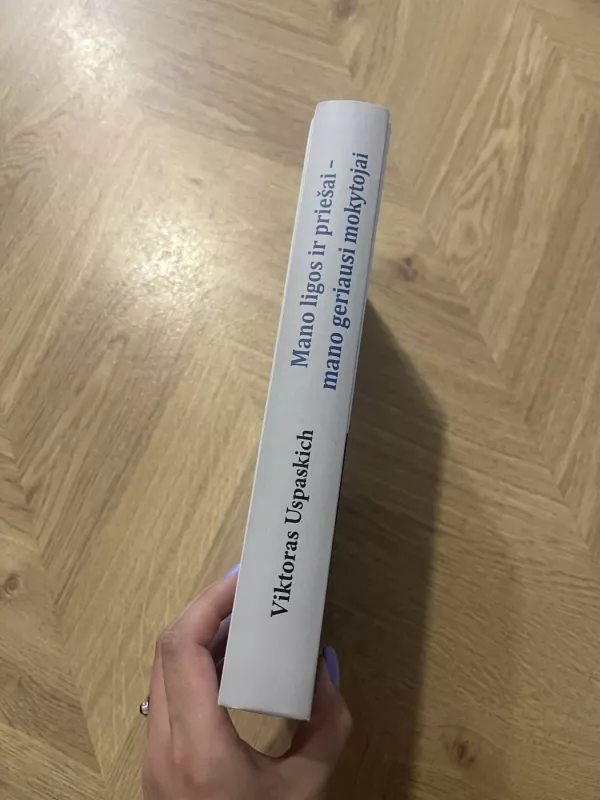 Viktoras Uspaskich
Mano ligos ir priešai –
mano geriausi mokytojai